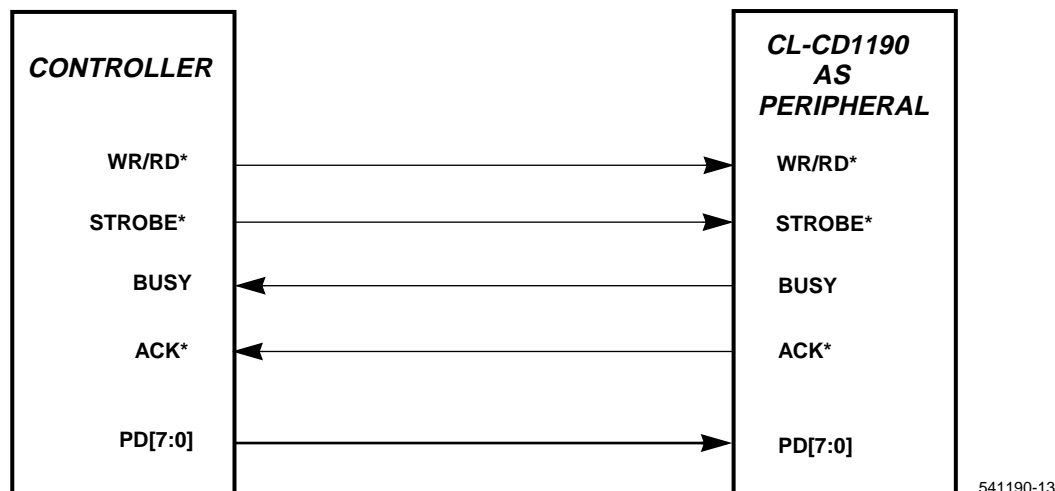 CONTROLLER
WR/RD*
STROBE*
BUSY
ACK*
PD[7:0]
CL-CD1190
AS
PERIPHERAL
WR/RD*
STROBE*
BUSY
ACK*
PD[7:0]
541190-13